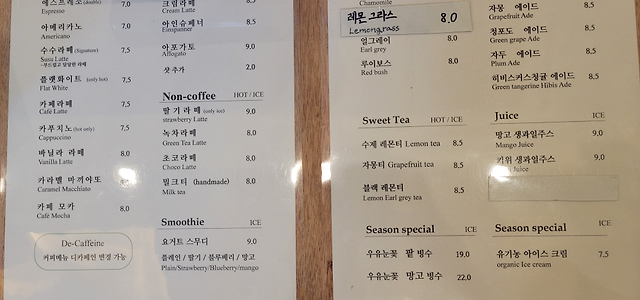 에스프레소 (hot only) 7.0
Espresso
아메리카노 7.0
Americano
수수라떼 (Signature) 7.5
Susu Latte
플랫화이트 (only hot) 7.5
Flat White
카페라떼 7.5
Café Latte
카푸치노 (hot only) 7.5
Cappuccino
바닐라 라떼 8.0
Vanilla Latte
카라멜 마끼아또
Caramel Macchiato
카페 모카 8.0
Café Mocha
De-Caffeine
커피메뉴 디카페인 변경 가능
크림라떼 8.5
Cream Latte
아인슈페너 8.5
Einspanner
아포가토 9.0
Affogato
샷 추가 2.0
Non-coffee HOT / ICE
딸기라떼 (only ice) 9.0
strawberry Latte
녹차라떼 8.0
Green Tea Latte
초코라떼 8.0
Choco Latte
밀크티 (handmade) 8.0
Milk tea
Smoothie ICE
요거트 스무디 9.0
플레인 / 딸기 / 블루베리 / 망고
Plain/Strawberry/Blueberry/mango
Chamomile
레몬그라스 8.0
Lemongrass
얼그레이 8.0
Earl grey
루이보스 8.0
Red bush
Sweet Tea HOT / ICE
수제 레몬티 Lemon tea 8.5
자몽티 Grapefruit tea 8.5
블랙 레몬티 8.5
Lemon Earl grey tea
Season special ICE
우유눈꽃 팥 빙수 19.0
우유눈꽃 망고 빙수 22.0
자몽 에이드 8.5
Grapefruit Ade
청포도 에이드 8.5
Green grape Ade
자두 에이드 8.5
Plum Ade
히비스커스청귤 에이드 8.5
Green tangerine Hibis Ade
Juice ICE
망고 생과일주스 9.0
Mango Juice
키위 생과일주스 9.0
Juice
Season special ICE
유기농 아이스 크림 7.5
organic Ice cream